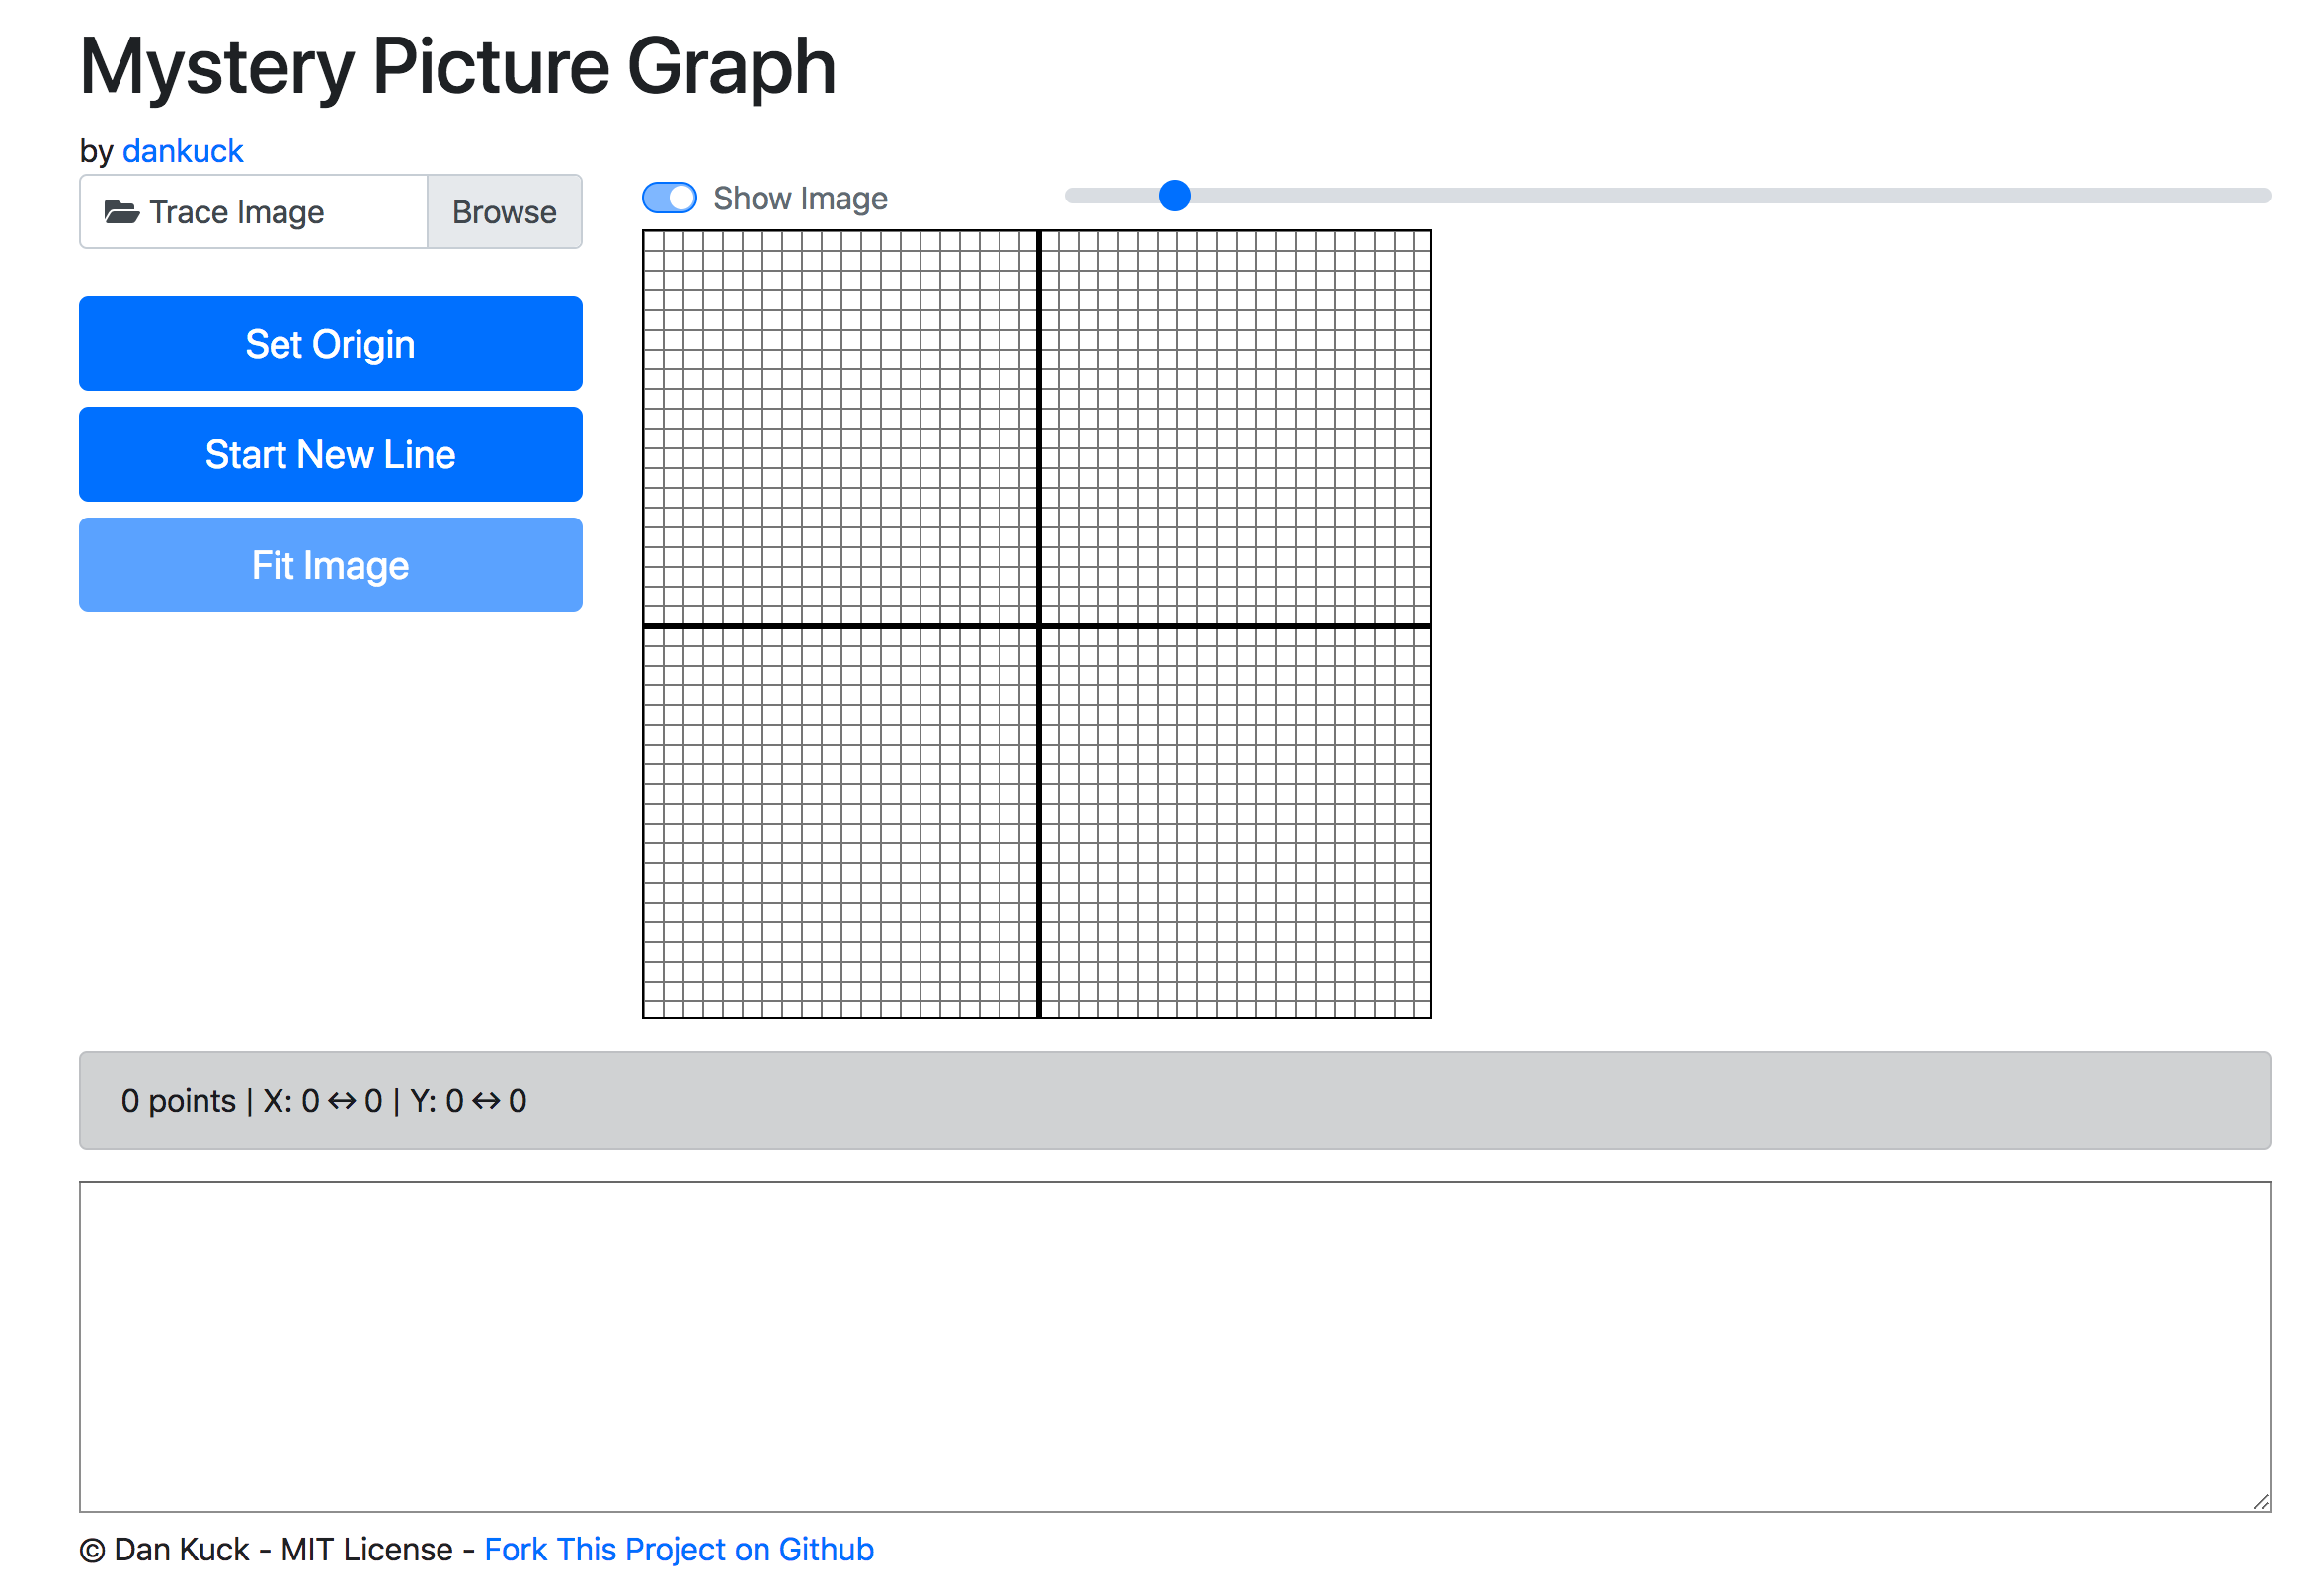 Mystery Picture Graph
by dankuck
Trace Image Browse
Show Image
Set Origin
Start New Line
Fit Image
0 points | X: 0 ↔ 0 | Y: 0 ↔ 0
© Dan Kuck - MIT License - Fork This Project on Github